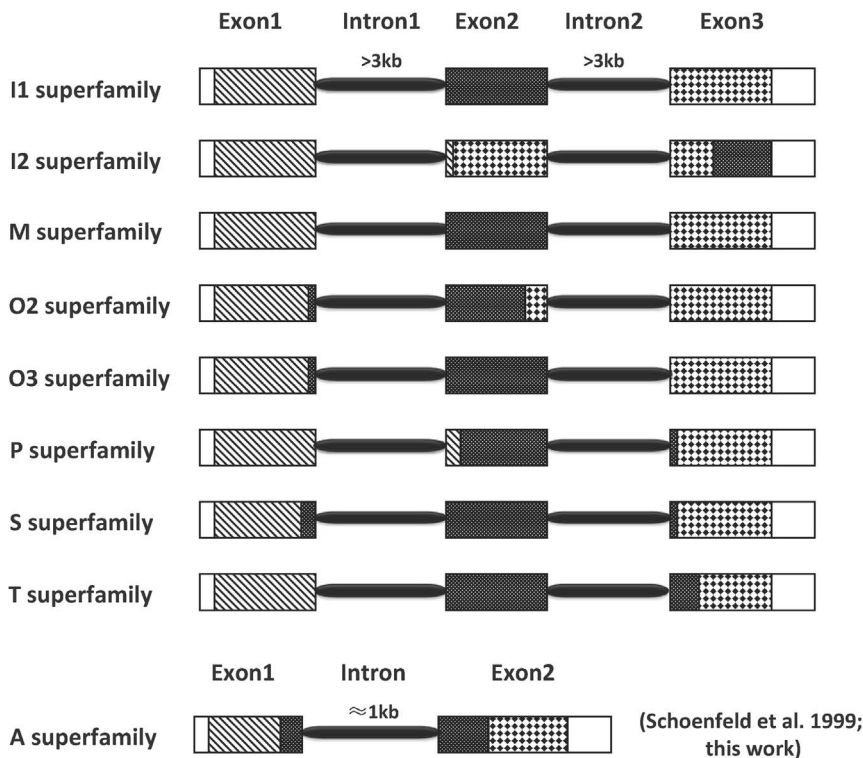 Exon1 Intron1 Exon2 Intron2 Exon3
>3kb >3kb
I1 superfamily
I2 superfamily
M superfamily
O2 superfamily
O3 superfamily
P superfamily
S superfamily
T superfamily
Exon1 Intron Exon2
≈1kb
A superfamily
(Schoenfeld et al. 1999;
this work)